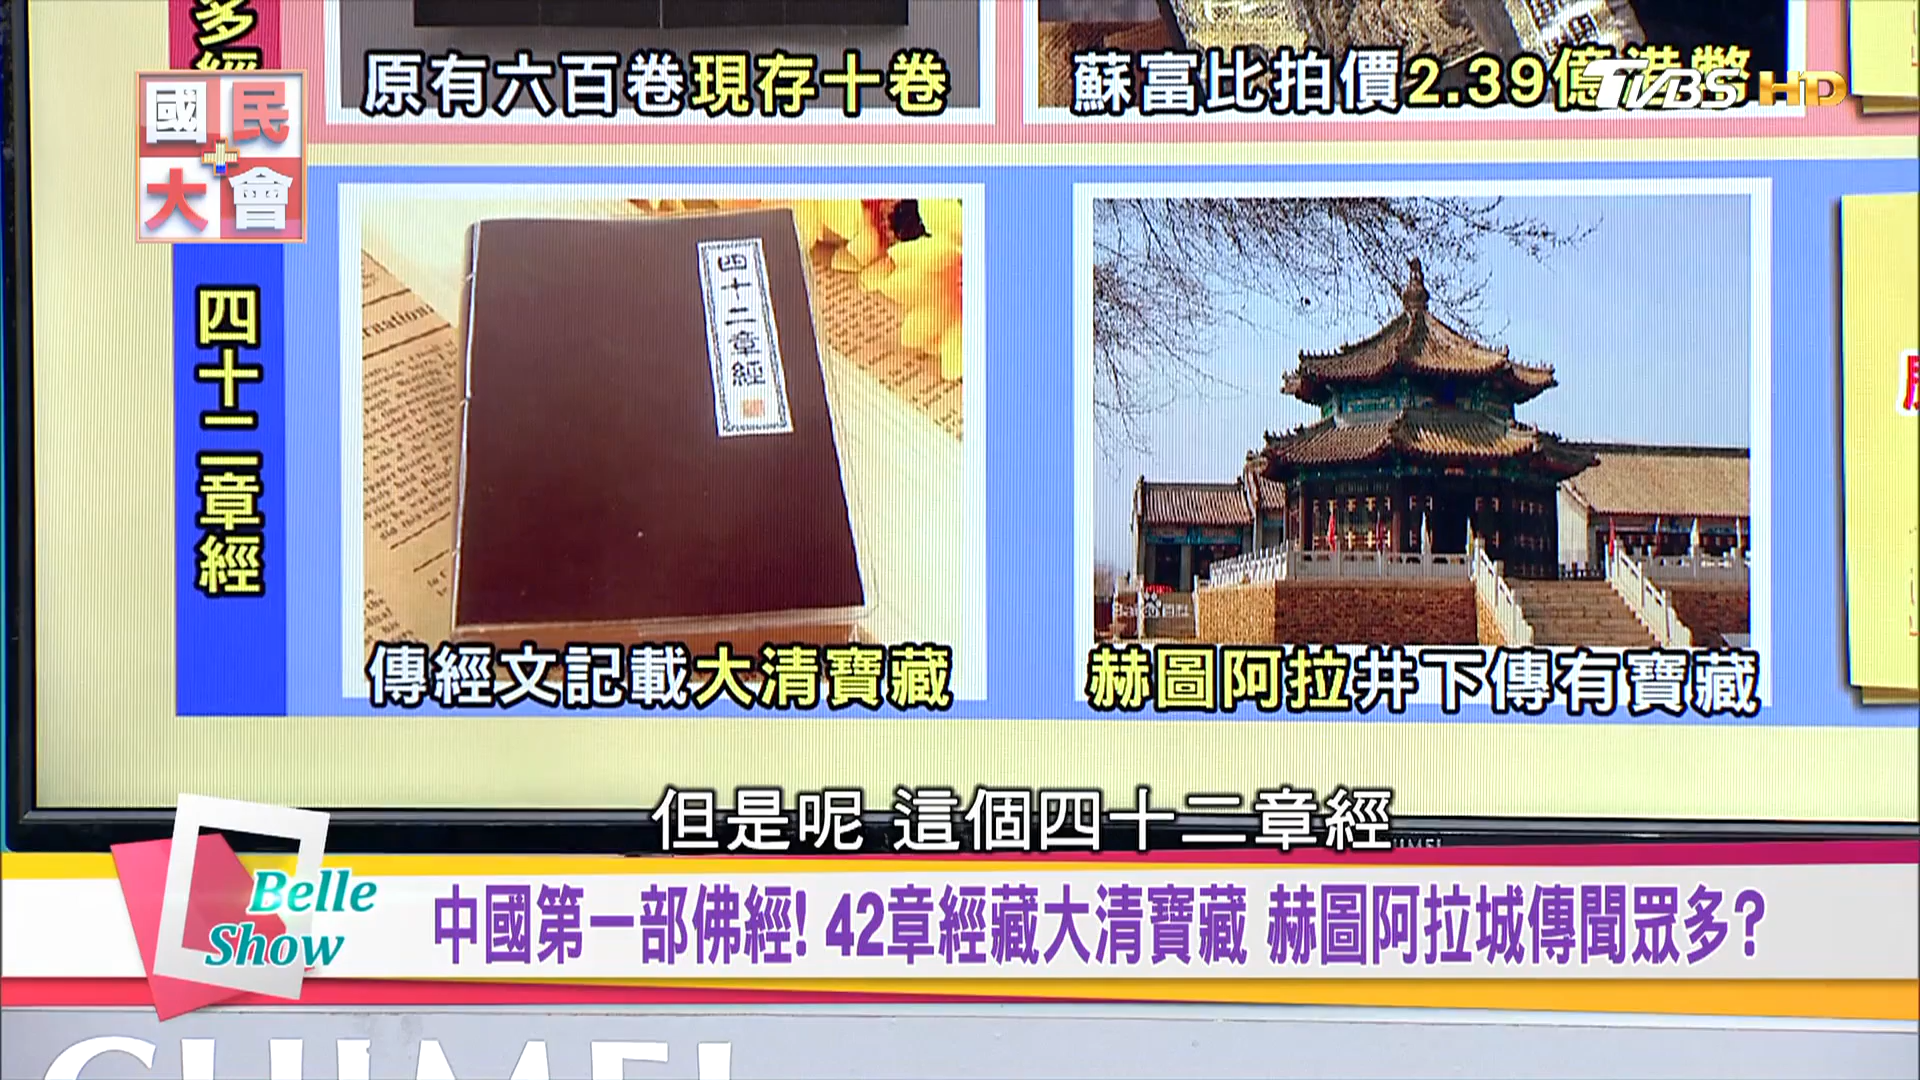 多經
原有六百卷現存十卷
蘇富比拍價2.39億港幣
TVBS HD
國民
大會
四十二章經
四十二章經
傳經文記載大清寶藏
赫圖阿拉井下傳有寶藏
但是呢 這個四十二章經
Belle
Show
中國第一部佛經! 42章經藏大清寶藏 赫圖阿拉城傳聞眾多?
CHIMEI